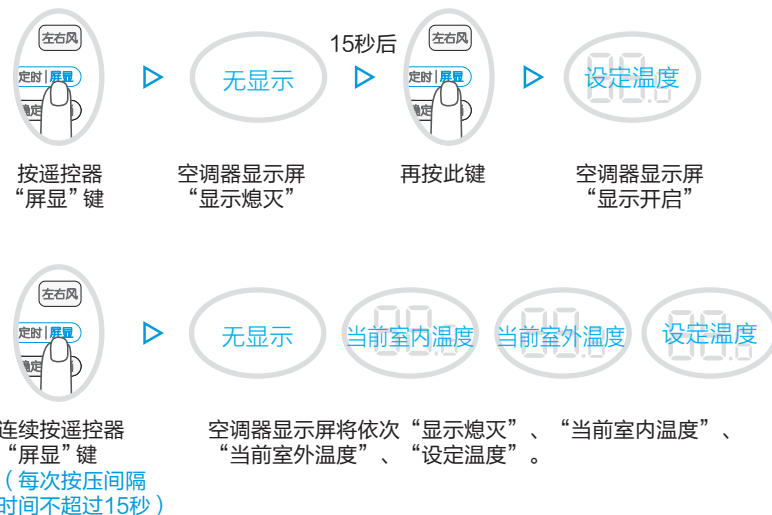 左右风
定时 | 屏显
确定
无显示
15秒后
左右风
定时 | 屏显
确定
设定温度
按遥控器
“屏显”键
空调器显示屏
“显示熄灭”
再按此键
空调器显示屏
“显示开启”
左右风
定时 | 屏显
确定
无显示
当前室内温度
当前室外温度
设定温度
连续按遥控器
“屏显”键
（每次按压间隔
时间不超过15秒）
空调器显示屏将依次“显示熄灭”、“当前室内温度”、
“当前室外温度”、“设定温度”。